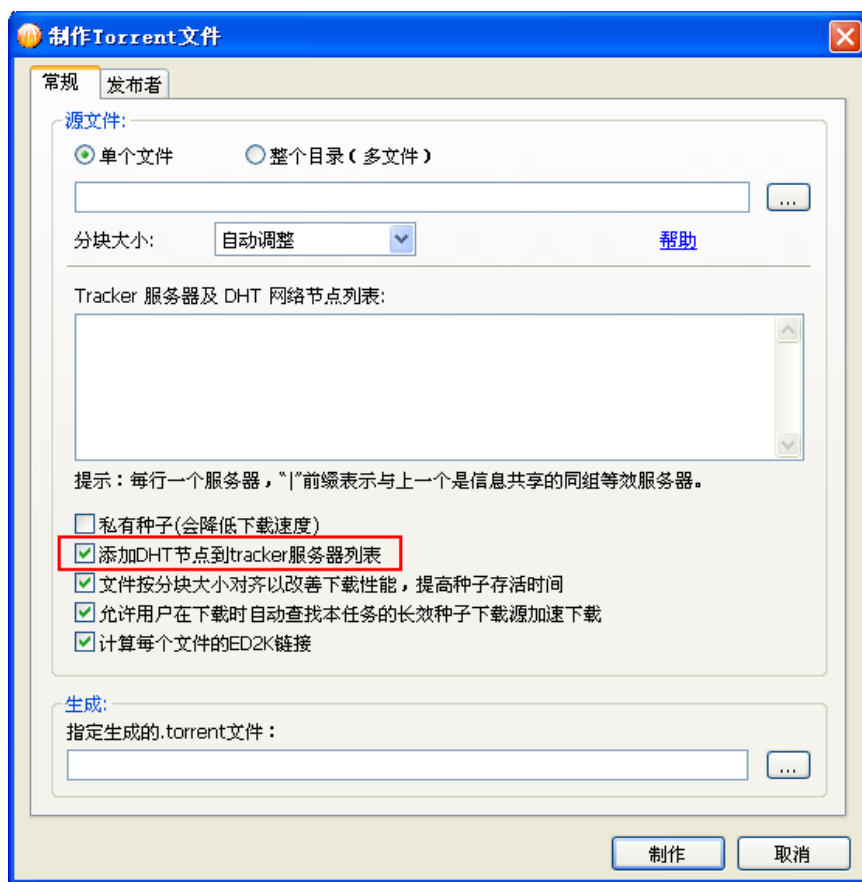 制作Torrent文件
常规 发布者
源文件:
单个文件 整个目录(多文件)
...
分块大小: 自动调整 帮助
Tracker 服务器及 DHT 网络节点列表:
提示：每行一个服务器，“|”前缀表示与上一个是信息共享的同组等效服务器。
私有种子(会降低下载速度)
添加DHT节点到tracker服务器列表
文件按分块大小对齐以改善下载性能，提高种子存活时间
允许用户在下载时自动查找本任务的长效种子下载源加速下载
计算每个文件的ED2K链接
生成:
指定生成的.torrent文件：
...
制作 取消